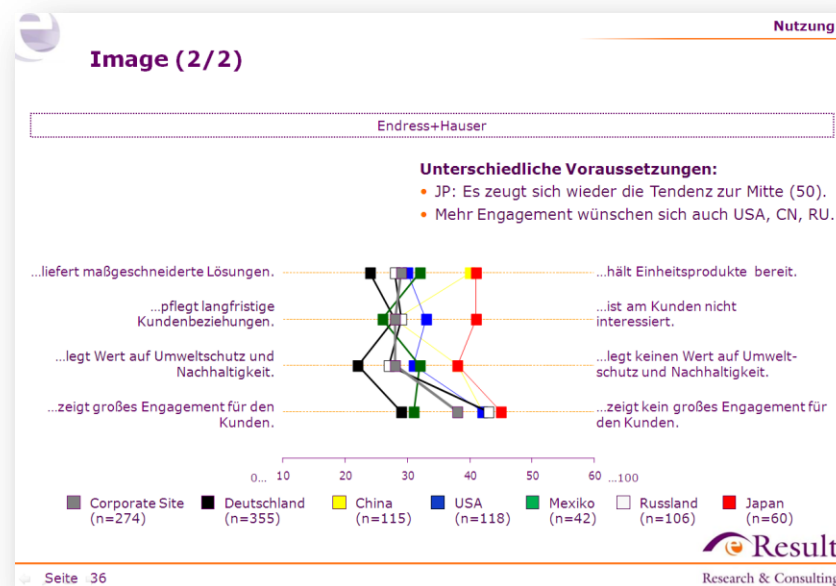 Nutzung
Image (2/2)
Endress+Hauser
Unterschiedliche Voraussetzungen:
• JP: Es zeugt sich wieder die Tendenz zur Mitte (50).
• Mehr Engagement wünschen sich auch USA, CN, RU.
...liefert maßgeschneiderte Lösungen.
...hält Einheitsprodukte bereit.
...pflegt langfristige
Kundenbeziehungen.
...ist am Kunden nicht
interessiert.
...legt Wert auf Umweltschutz und
Nachhaltigkeit.
...legt keinen Wert auf Umwelt-
schutz und Nachhaltigkeit.
...zeigt großes Engagement für den
Kunden.
...zeigt kein großes Engagement für
den Kunden.
0... 10 20 30 40 50 60 ...100
Corporate Site
(n=274)
Deutschland
(n=355)
China
(n=115)
USA
(n=118)
Mexiko
(n=42)
Russland
(n=106)
Japan
(n=60)
eResult
Research & Consulting
Seite 36